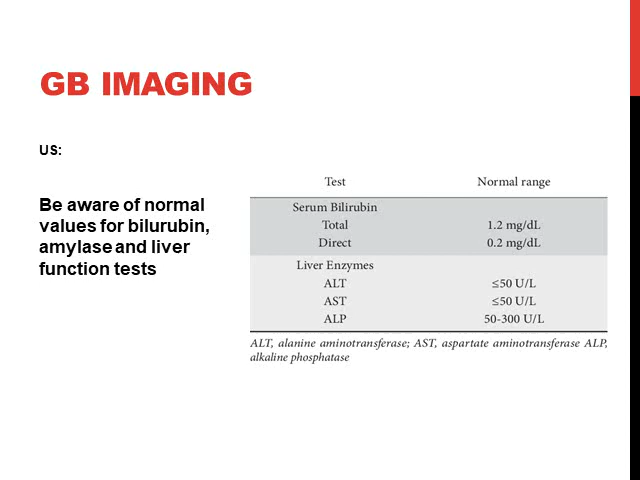 GB IMAGING
US:
Be aware of normal
values for bilurubin,
amylase and liver
function tests
Test Normal range
Serum Bilirubin
Total 1.2 mg/dL
Direct 0.2 mg/dL
Liver Enzymes
ALT ≤50 U/L
AST ≤50 U/L
ALP 50-300 U/L
ALT, alanine aminotransferase; AST, aspartate aminotransferase ALP,
alkaline phosphatase